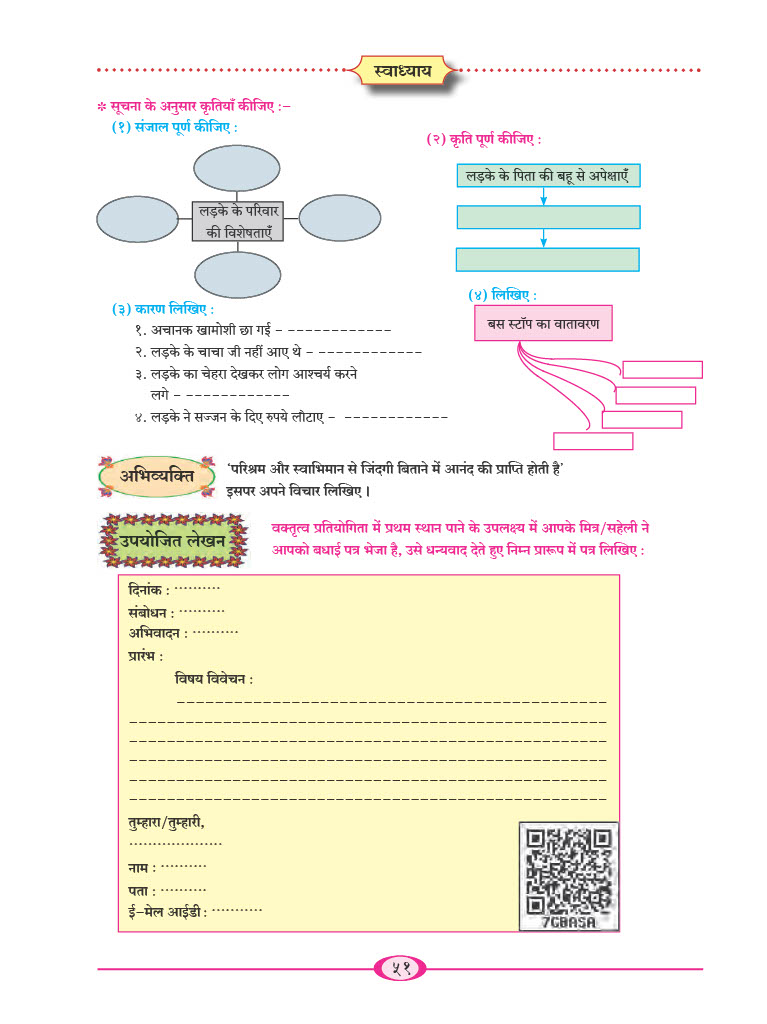 स्वाध्याय
* सूचना के अनुसार कृतियाँ कीजिए :–
(१) संजाल पूर्ण कीजिए :
लड़के के परिवार
की विशेषताएँ
(२) कृति पूर्ण कीजिए :
लड़के के पिता की बहू से अपेक्षाएँ
(३) कारण लिखिए :
१. अचानक खामोशी छा गई – ––––––––––––
२. लड़के के चाचा जी नहीं आए थे – ––––––––––––
३. लड़के का चेहरा देखकर लोग आश्चर्य करने
लगे – ––––––––––––
४. लड़के ने सज्जन के दिए रुपये लौटाए – ––––––––––––
(४) लिखिए :
बस स्टॉप का वातावरण
अभिव्यक्ति
‘परिश्रम और स्वाभिमान से जिंदगी बिताने में आनंद की प्राप्ति होती है’
इसपर अपने विचार लिखिए ।
उपयोजित लेखन
वक्तृत्व प्रतियोगिता में प्रथम स्थान पाने के उपलक्ष्य में आपके मित्र/सहेली ने
आपको बधाई पत्र भेजा है, उसे धन्यवाद देते हुए निम्न प्रारूप में पत्र लिखिए :
दिनांक : ··········
संबोधन : ··········
अभिवादन : ··········
प्रारंभ :
विषय विवेचन :
तुम्हारा/तुम्हारी,
····················
नाम : ··········
पता : ··········
ई–मेल आईडी : ···········
7GBASA
५१